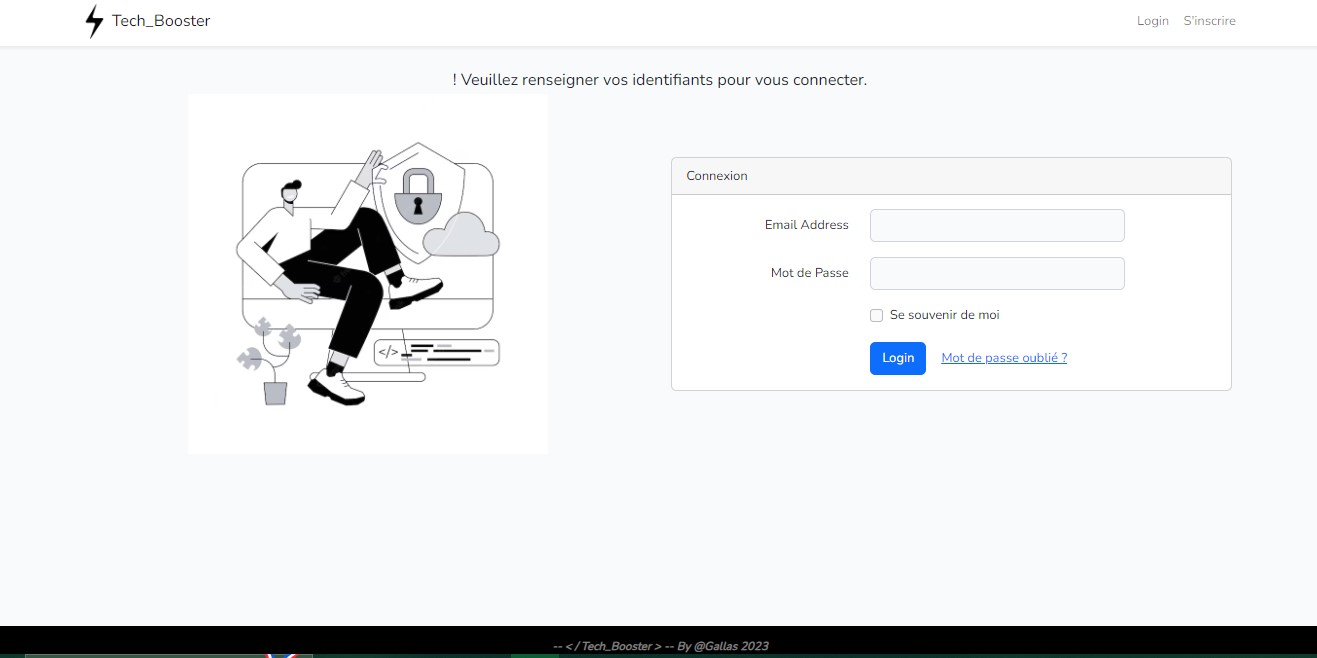 Tech_Booster
Login S'inscrire
! Veuillez renseigner vos identifiants pour vous connecter.
</>
Connexion
Email Address
Mot de Passe
Se souvenir de moi
Login Mot de passe oublié ?
-- < / Tech_Booster > -- By @Gallas 2023